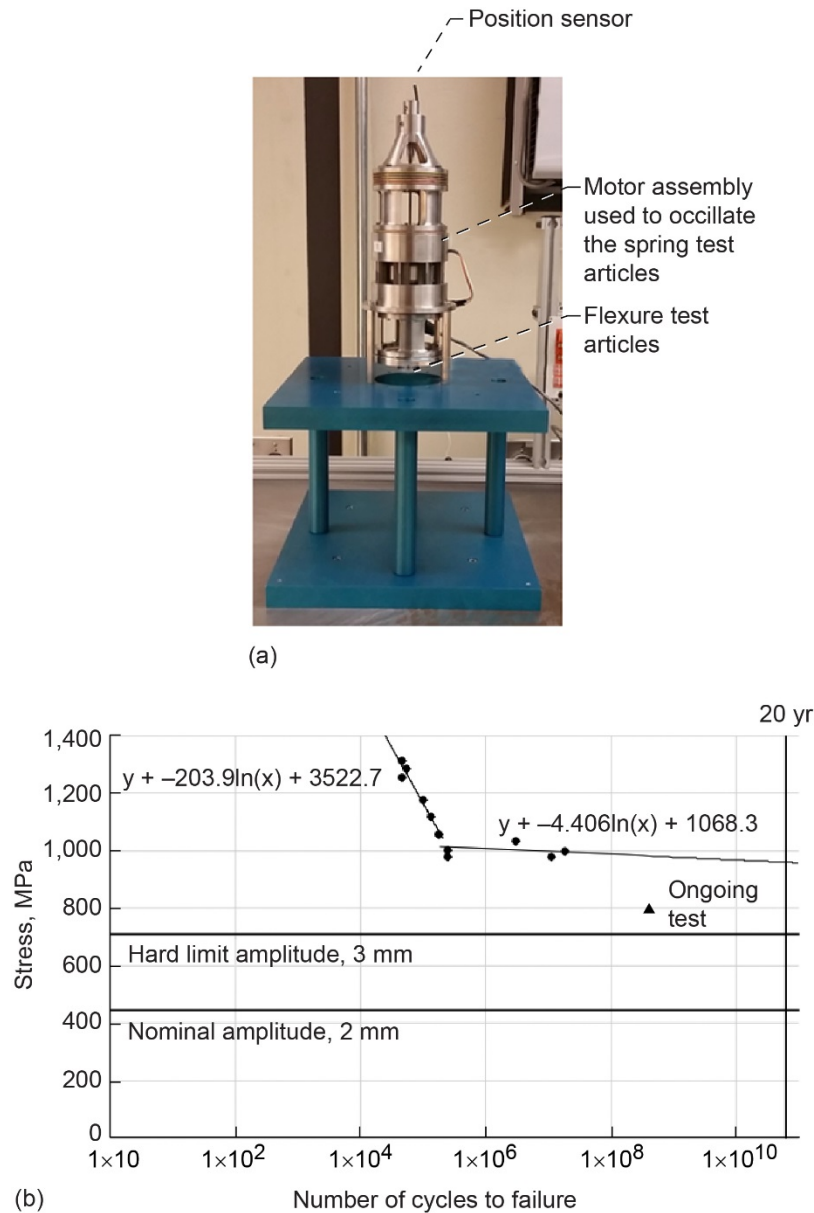 Position sensor
Motor assembly
used to occillate
the spring test
articles
Flexure test
articles
(a)
20 yr
1,400
1,200
1,000
800
600
400
200
0
Stress, MPa
y + –203.9ln(x) + 3522.7
y + –4.406ln(x) + 1068.3
Ongoing
test
Hard limit amplitude, 3 mm
Nominal amplitude, 2 mm
1×10
1×10²
1×10⁴
1×10⁶
1×10⁸
1×10¹⁰
Number of cycles to failure
(b)